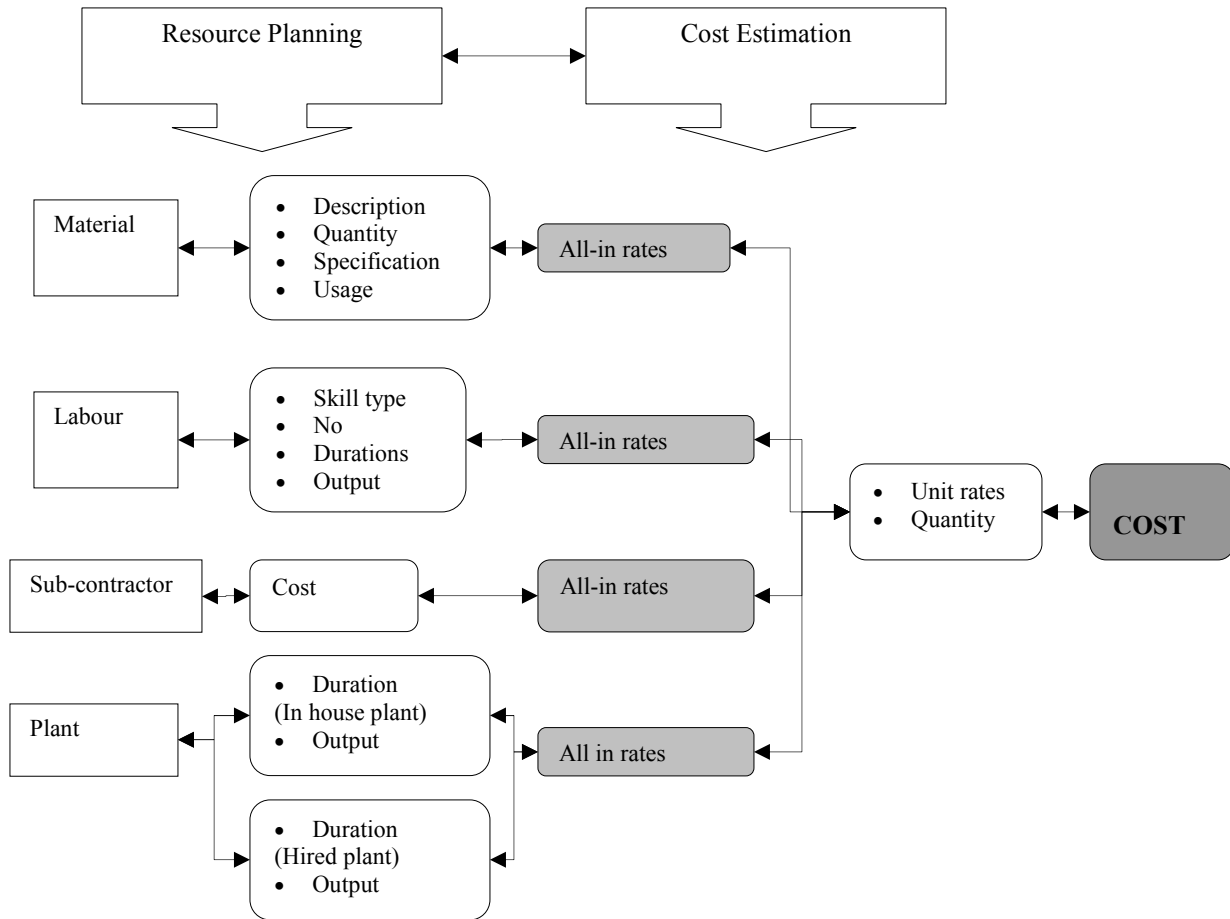 Resource Planning
Cost Estimation
Material
• Description
• Quantity
• Specification
• Usage
All-in rates
Labour
• Skill type
• No
• Durations
• Output
All-in rates
• Unit rates
• Quantity
COST
Sub-contractor
Cost
All-in rates
Plant
• Duration
(In house plant)
• Output
All in rates
• Duration
(Hired plant)
• Output